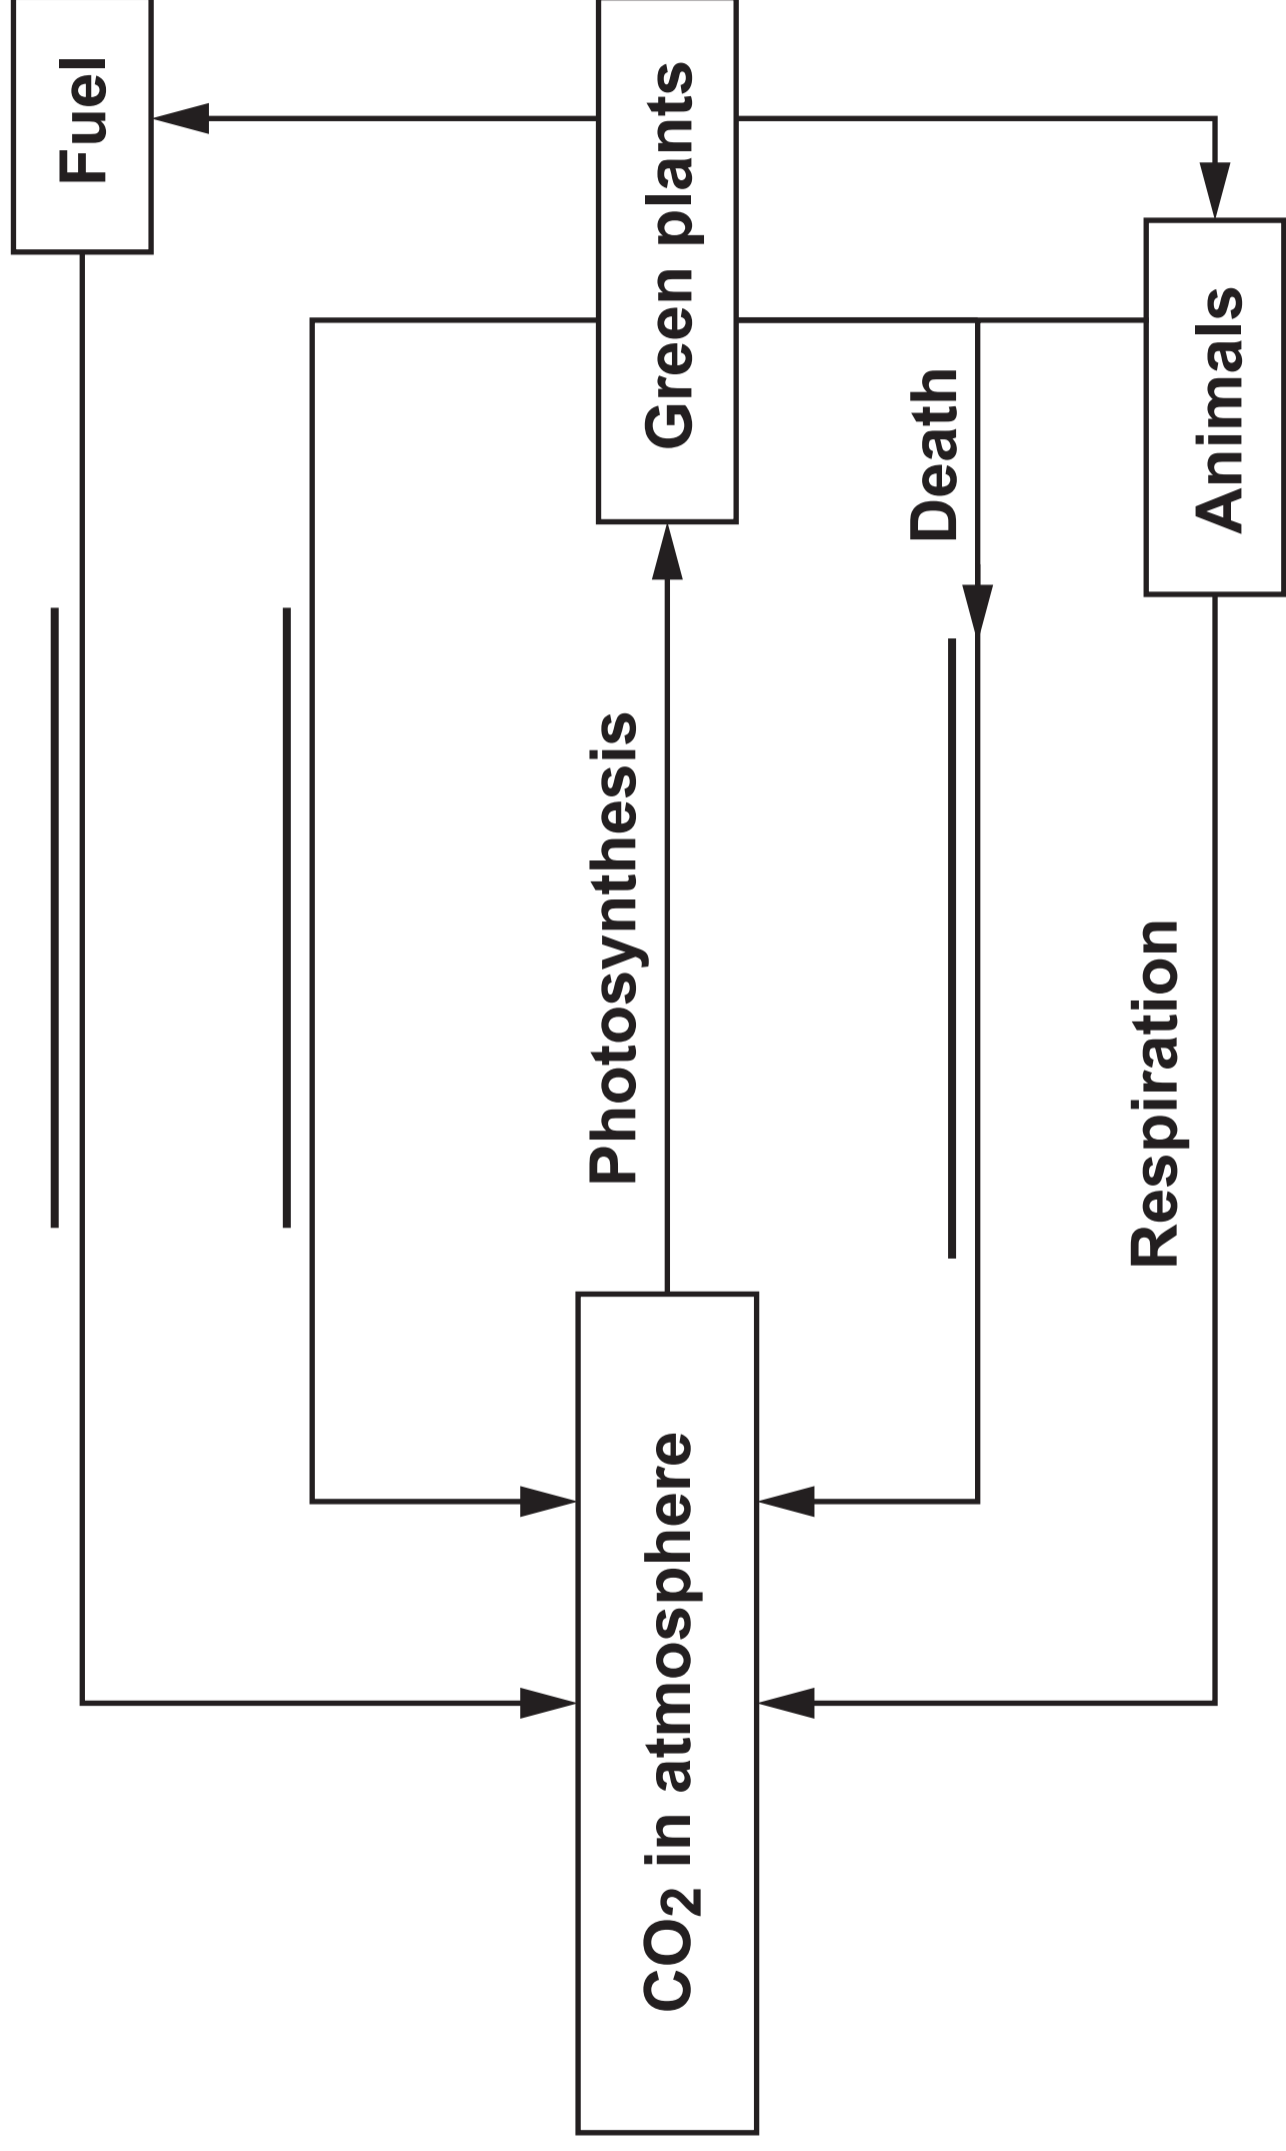 Fuel
Photosynthesis
CO₂ in atmosphere
Green plants
Death
Respiration
Animals